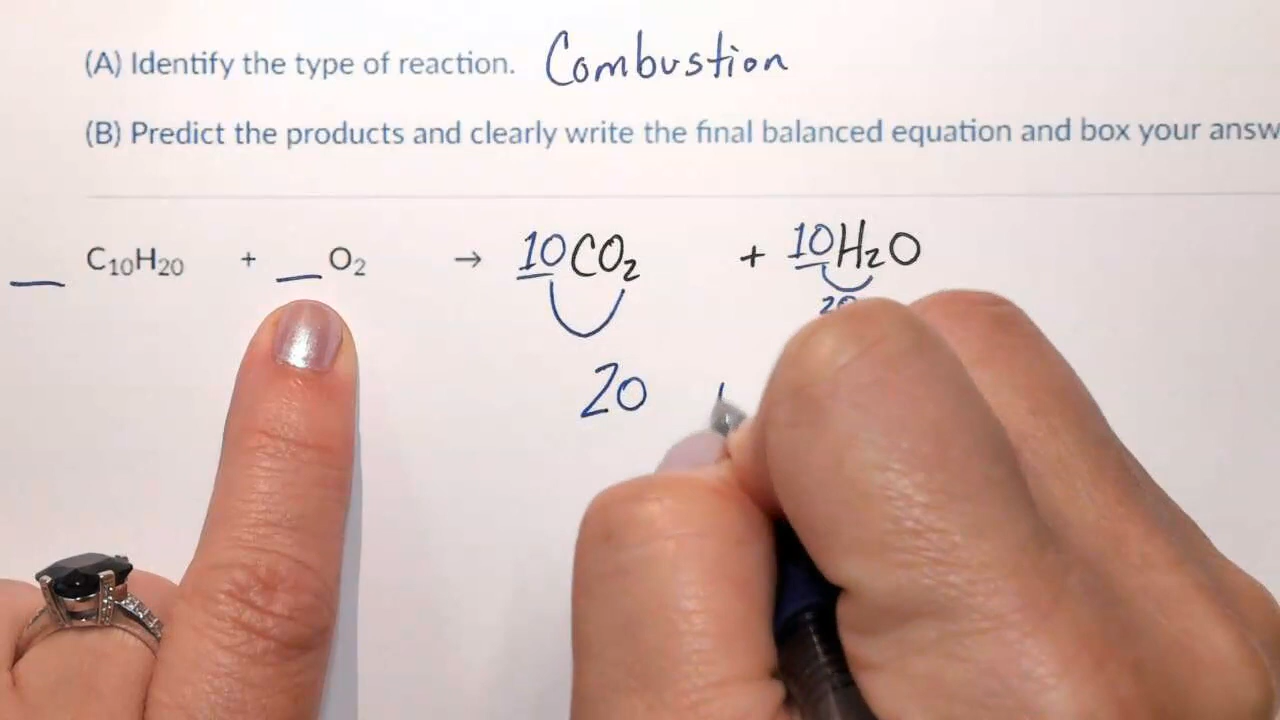 (A) Identify the type of reaction. Combustion
(B) Predict the products and clearly write the final balanced equation and box your answ
__ C₁₀H₂₀ + __ O₂ → 10CO₂ + 10H₂O
20
20